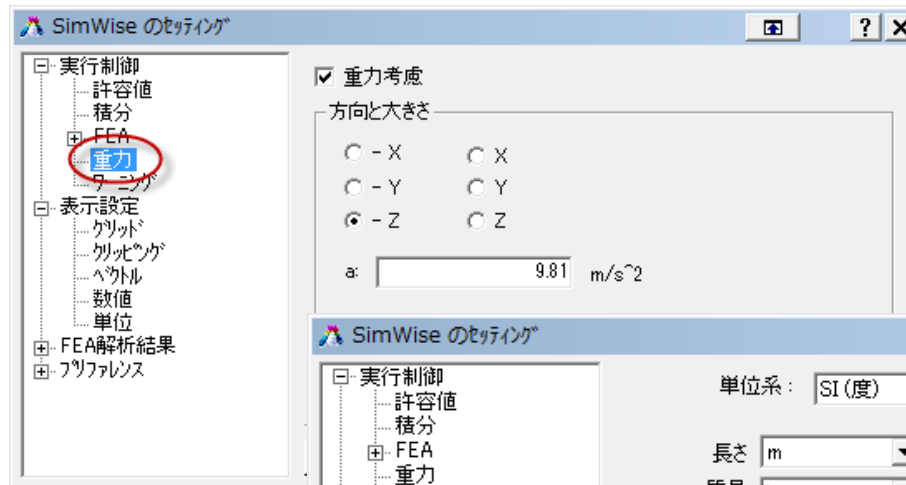 SimWise のｾｯﾃｨﾝｸﾞ
実行制御
許容値
積分
FEA
重力
ﾜｰﾆﾝｸﾞ
表示設定
ｸﾞﾘｯﾄﾞ
ｸﾘｯﾋﾟﾝｸﾞ
ﾍﾞｸﾄﾙ
数値
単位
FEA解析結果
ﾌﾟﾘﾌｧﾚﾝｽ
重力考慮
方向と大きさ
- X X
- Y Y
- Z Z
a: 9.81 m/s^2
SimWise のｾｯﾃｨﾝｸﾞ
実行制御
許容値
積分
FEA
重力
単位系 : SI (度)
長さ m